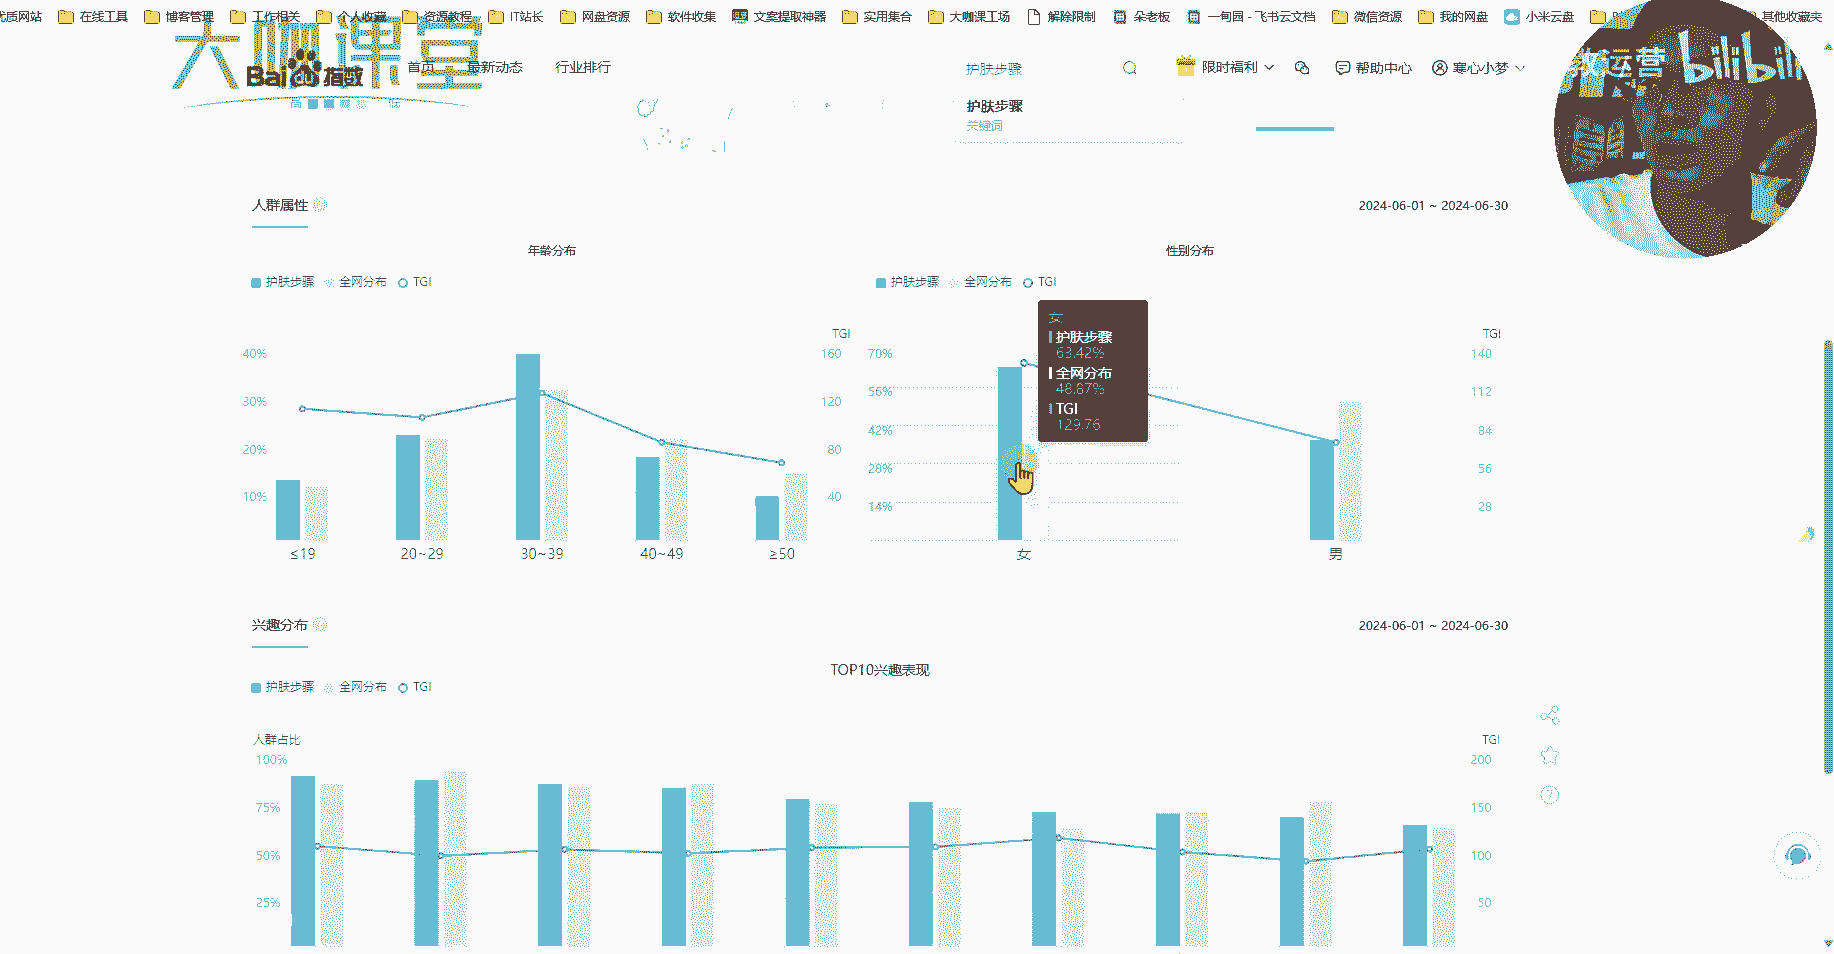 优质网站 在线工具 博客管理 工作相关 个人收藏 资源教程 IT站长 网盘资源 软件收集 文案提取神器 实用集合 大咖课工场 解除限制 朵老板 一甸园 - 飞书云文档 微信资源 我的网盘 小米云盘 其他收藏夹
大咖课堂
Bai 指数 首页 最新动态 行业排行 护肤步骤 限时福利 帮助中心 寒心小梦
教运营 bilibili
护肤步骤
关键词
人群属性 2024-06-01 ~ 2024-06-30
年龄分布 性别分布
护肤步骤 全网分布 TGI 护肤步骤 全网分布 TGI
女
护肤步骤
63.42%
全网分布
48.87%
TGI
129.76
TGI TGI
40% 160 70% 140
56% 112
30% 120
42% 84
20% 80
28% 56
10% 40
14% 28
≤19 20~29 30~39 40~49 ≥50 女 男
兴趣分布 2024-06-01 ~ 2024-06-30
TOP10兴趣表现
护肤步骤 全网分布 TGI
人群占比 TGI
100% 200
75% 150
50% 100
25% 50